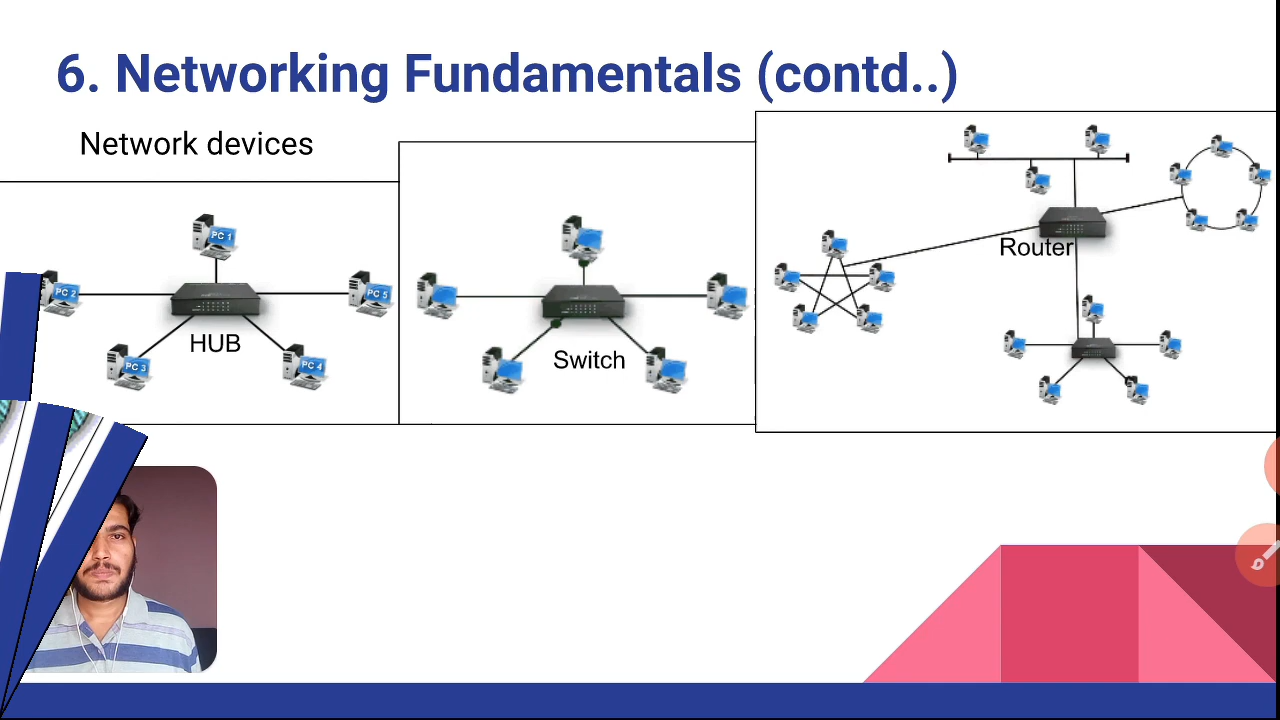 6. Networking Fundamentals (contd..)
Network devices
PC 1
PC 2
PC 5
HUB
PC 3
PC 4
Switch
Router